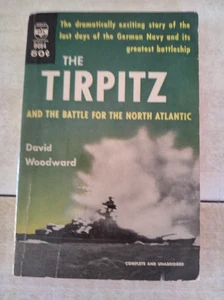 The dramatically exciting story of the
last days of the German Navy and its
greatest battleship
50¢
THE
TIRPITZ
AND THE BATTLE FOR THE NORTH ATLANTIC
David
Woodward
COMPLETE AND UNABRIDGED